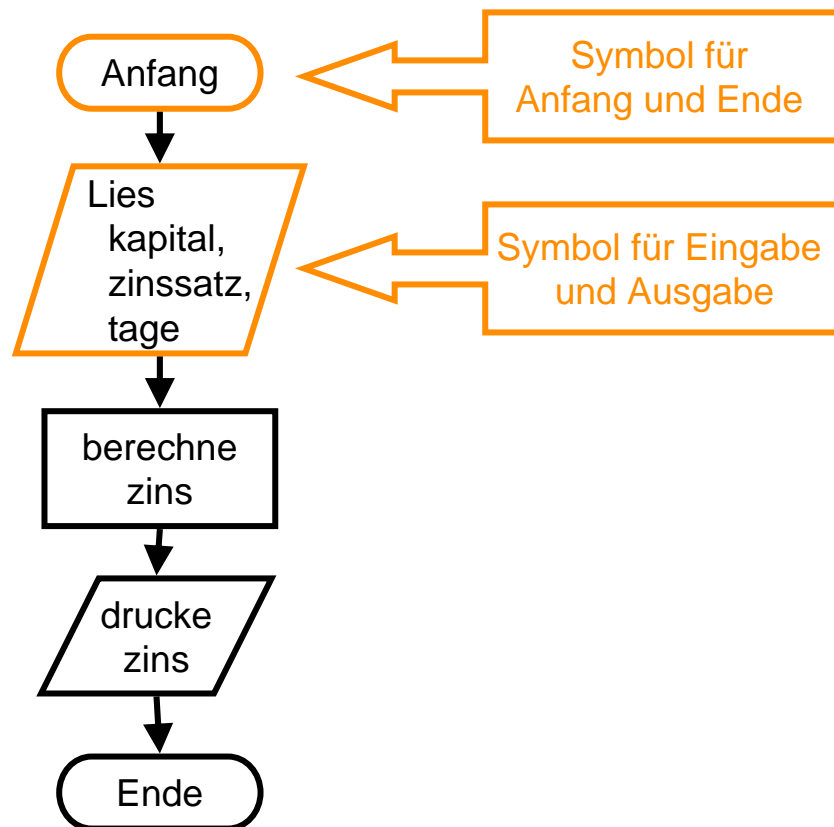 Anfang
Symbol für
Anfang und Ende
Lies
kapital,
zinssatz,
tage
Symbol für Eingabe
und Ausgabe
berechne
zins
drucke
zins
Ende